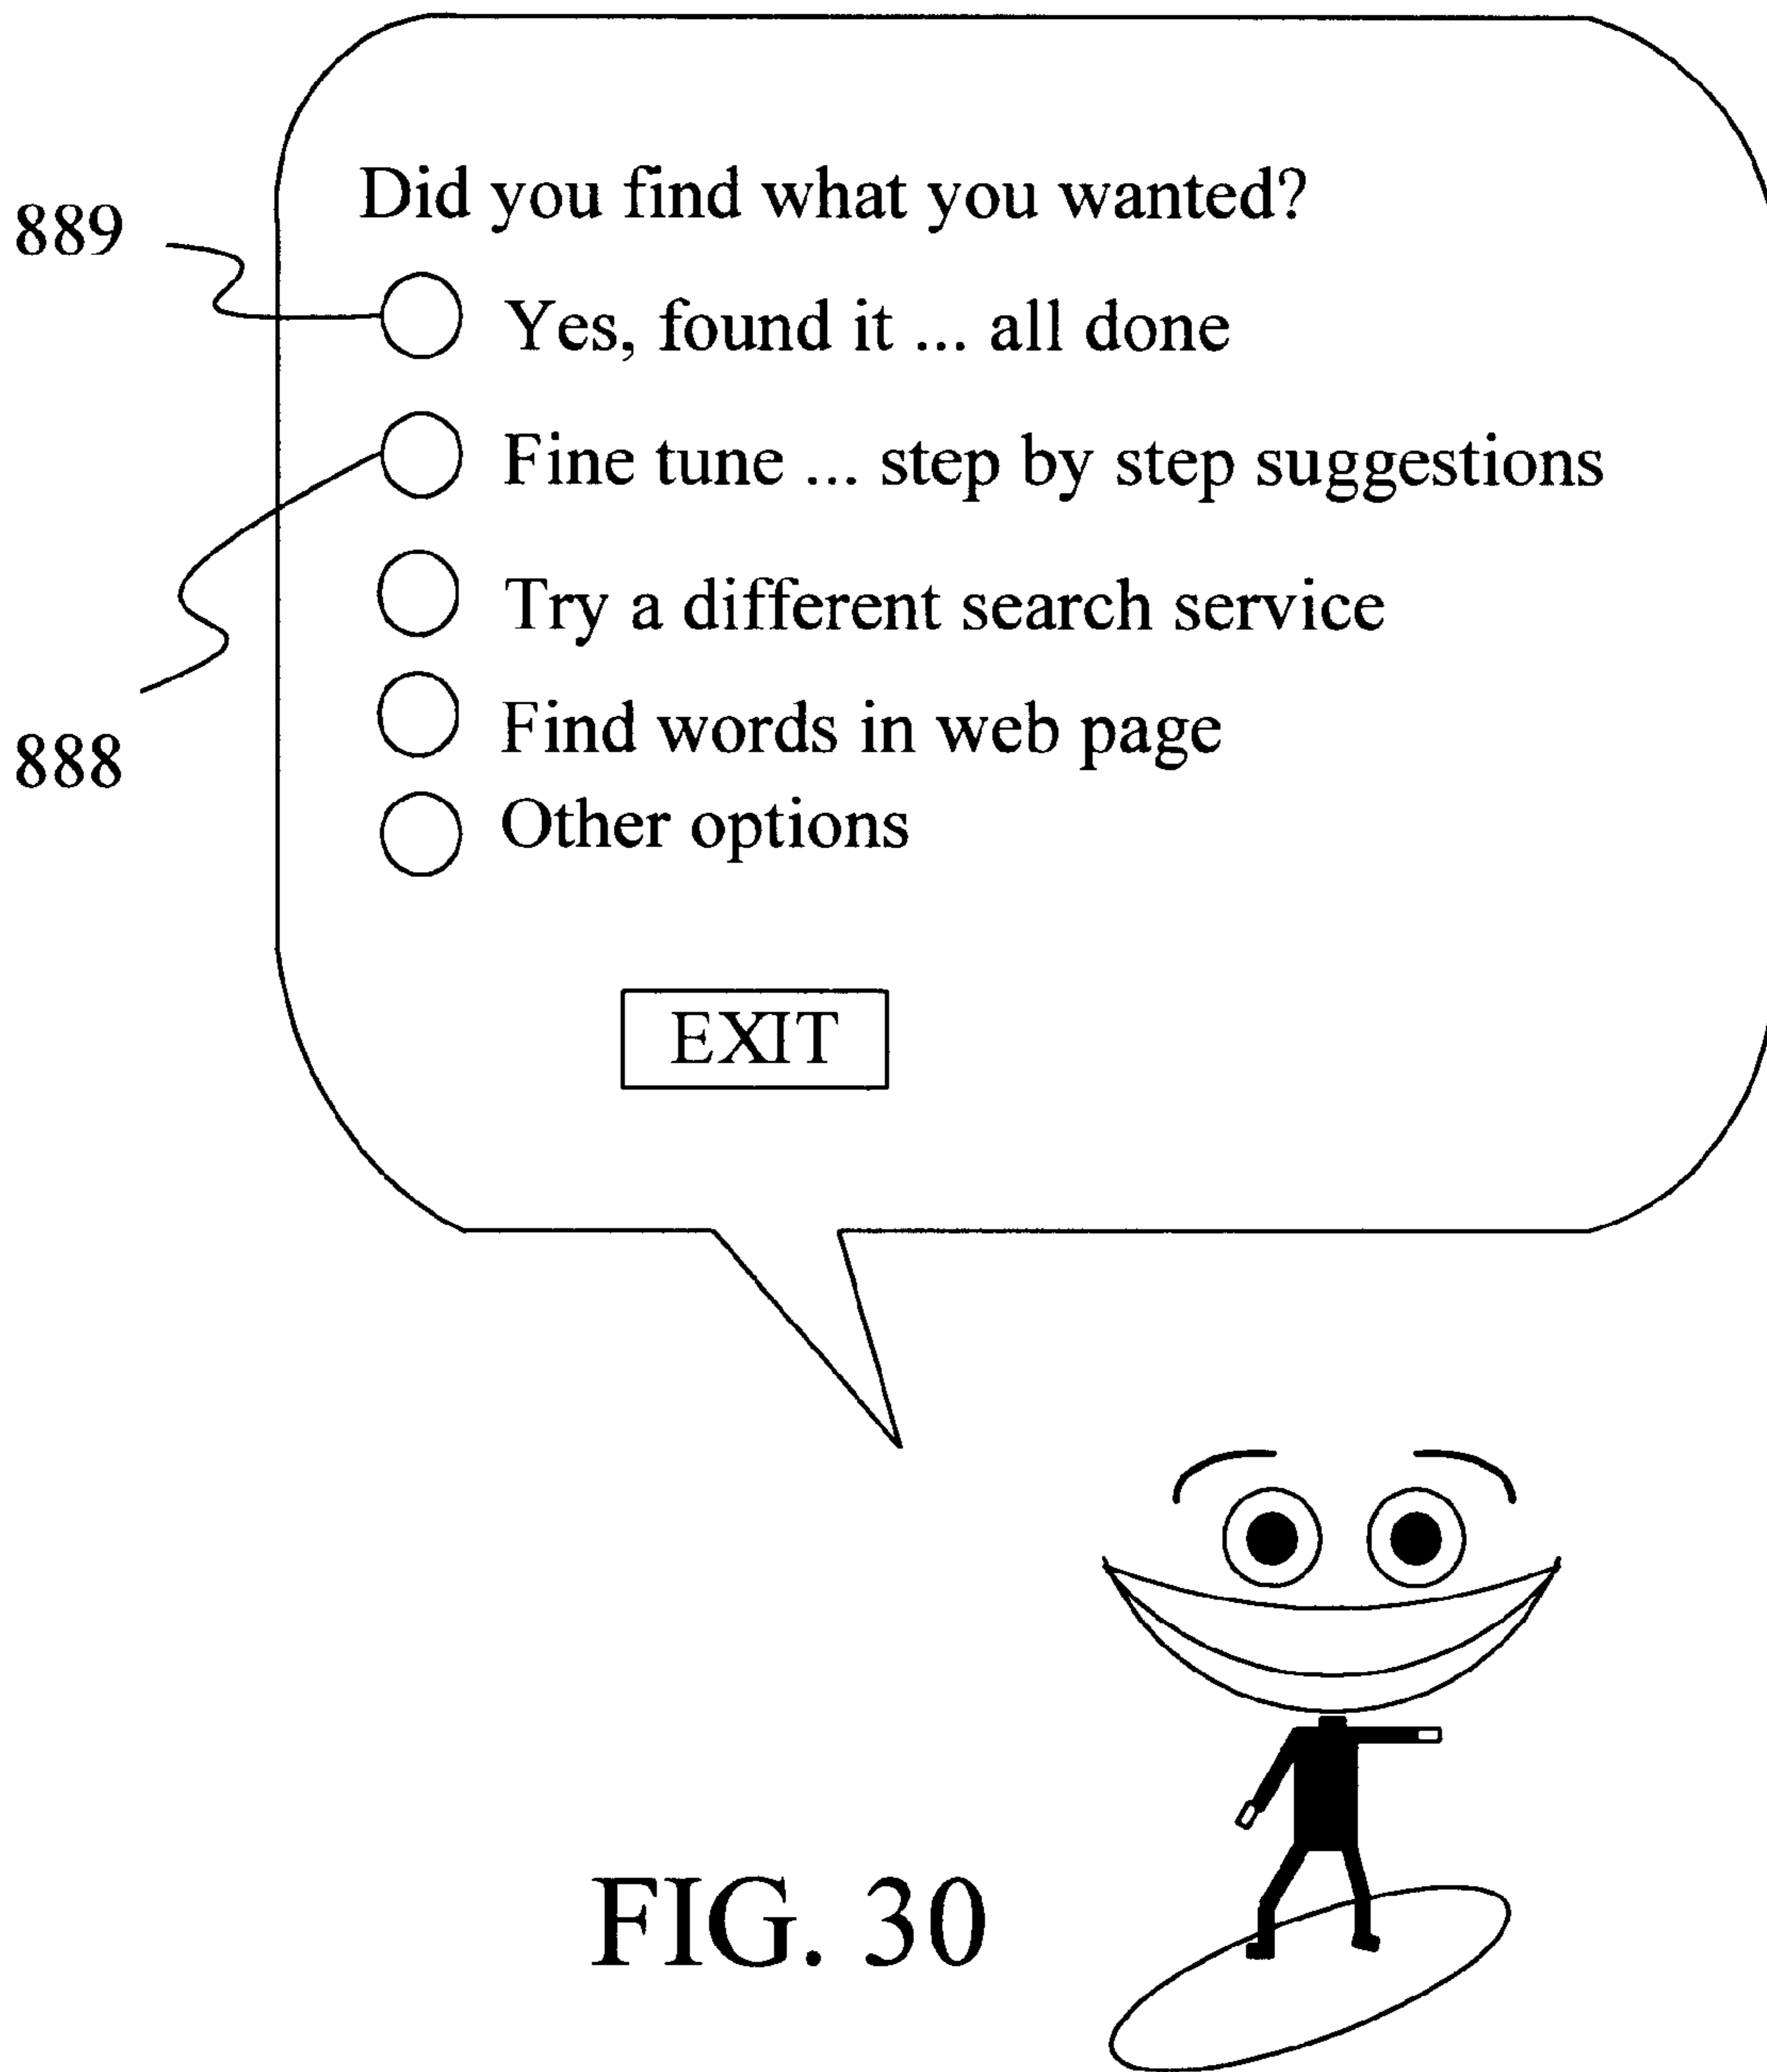 Did you find what you wanted?
889
Yes, found it ... all done
Fine tune ... step by step suggestions
Try a different search service
Find words in web page
888
Other options
EXIT
FIG. 30